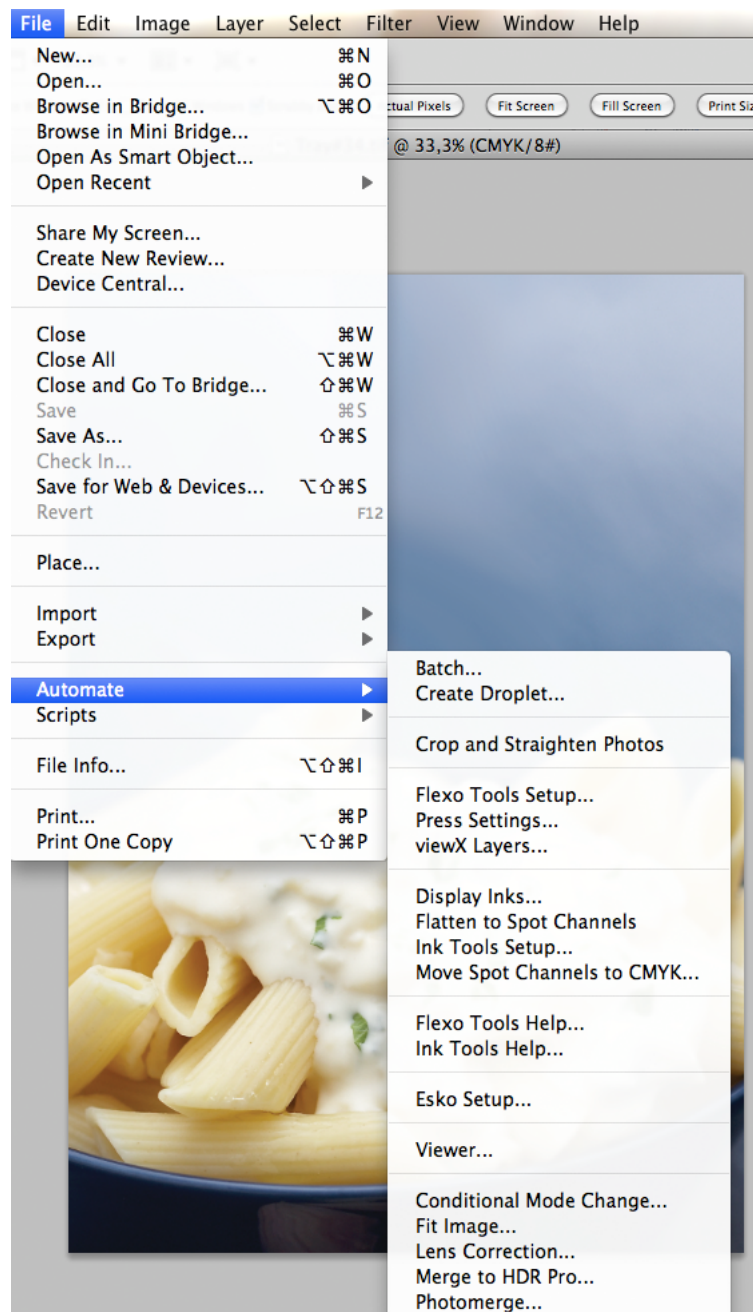 File Edit Image Layer Select Filter View Window Help
New... ⌘N
Open... ⌘O
Browse in Bridge... ⌥⌘O
Browse in Mini Bridge...
Open As Smart Object...
Open Recent ▶
Share My Screen...
Create New Review...
Device Central...
Close ⌘W
Close All ⌥⌘W
Close and Go To Bridge... ⇧⌘W
Save ⌘S
Save As... ⇧⌘S
Check In...
Save for Web & Devices... ⌥⇧⌘S
Revert F12
Place...
Import ▶
Export ▶
Automate ▶
Scripts ▶
File Info... ⌥⇧⌘I
Print... ⌘P
Print One Copy ⌥⇧⌘P
ctual Pixels Fit Screen Fill Screen Print Siz
@ 33,3% (CMYK/8#)
Batch...
Create Droplet...
Crop and Straighten Photos
Flexo Tools Setup...
Press Settings...
viewX Layers...
Display Inks...
Flatten to Spot Channels
Ink Tools Setup...
Move Spot Channels to CMYK...
Flexo Tools Help...
Ink Tools Help...
Esko Setup...
Viewer...
Conditional Mode Change...
Fit Image...
Lens Correction...
Merge to HDR Pro...
Photomerge...